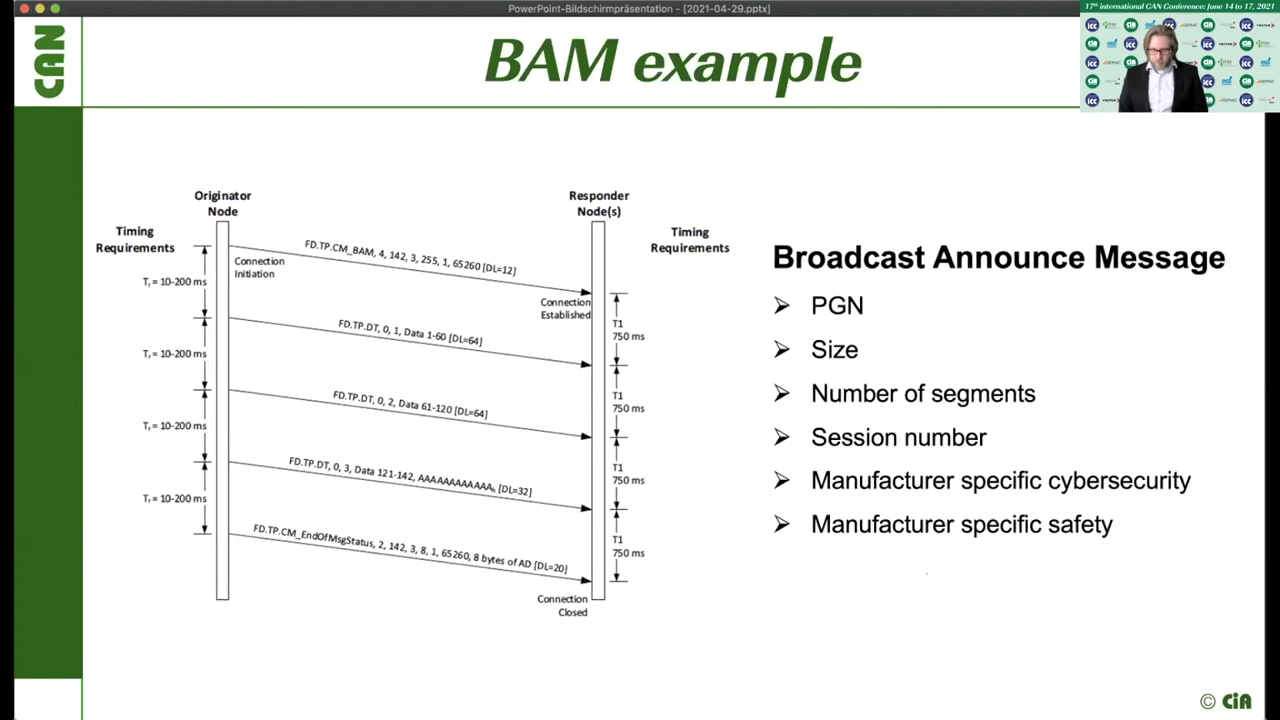 PowerPoint-Bildschirmpräsentation - [2021-04-29.pptx]
17th international CAN Conference: June 14 to 17, 2021
CAN
BAM example
Originator
Node
Responder
Node(s)
Timing
Requirements
Timing
Requirements
FD.TP.CM_BAM, 4, 142, 3, 255, 1, 65260 [DL=12]
Connection
Initiation
Tr = 10-200 ms
Connection
Established
T1
750 ms
FD.TP.DT, 0, 1, Data 1-60 [DL=64]
Tr = 10-200 ms
T1
750 ms
FD.TP.DT, 0, 2, Data 61-120 [DL=64]
Tr = 10-200 ms
T1
750 ms
FD.TP.DT, 0, 3, Data 121-142, AAAAAAAAAAAAh [DL=32]
Tr = 10-200 ms
T1
750 ms
FD.TP.CM_EndOfMsgStatus, 2, 142, 3, 8, 1, 65260, 8 bytes of AD [DL=20]
Connection
Closed
Broadcast Announce Message
PGN
Size
Number of segments
Session number
Manufacturer specific cybersecurity
Manufacturer specific safety
© CiA